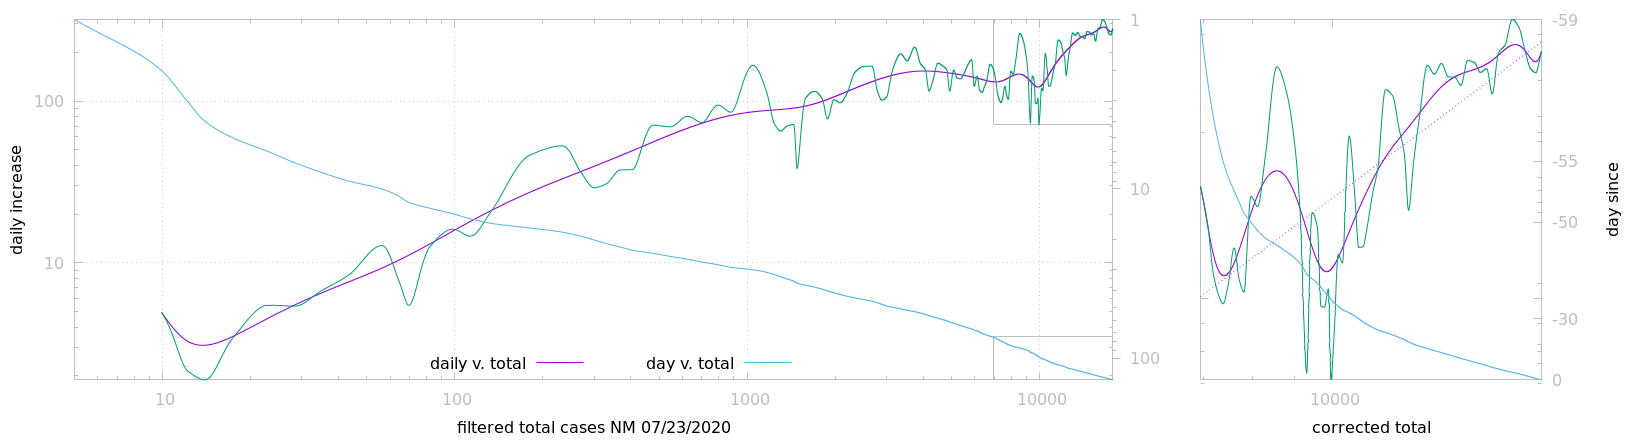 1
-59
100
daily increase
-55
10
-50
day since
10
-30
daily v. total
day v. total
100
0
10
100
1000
10000
10000
filtered total cases NM 07/23/2020
corrected total